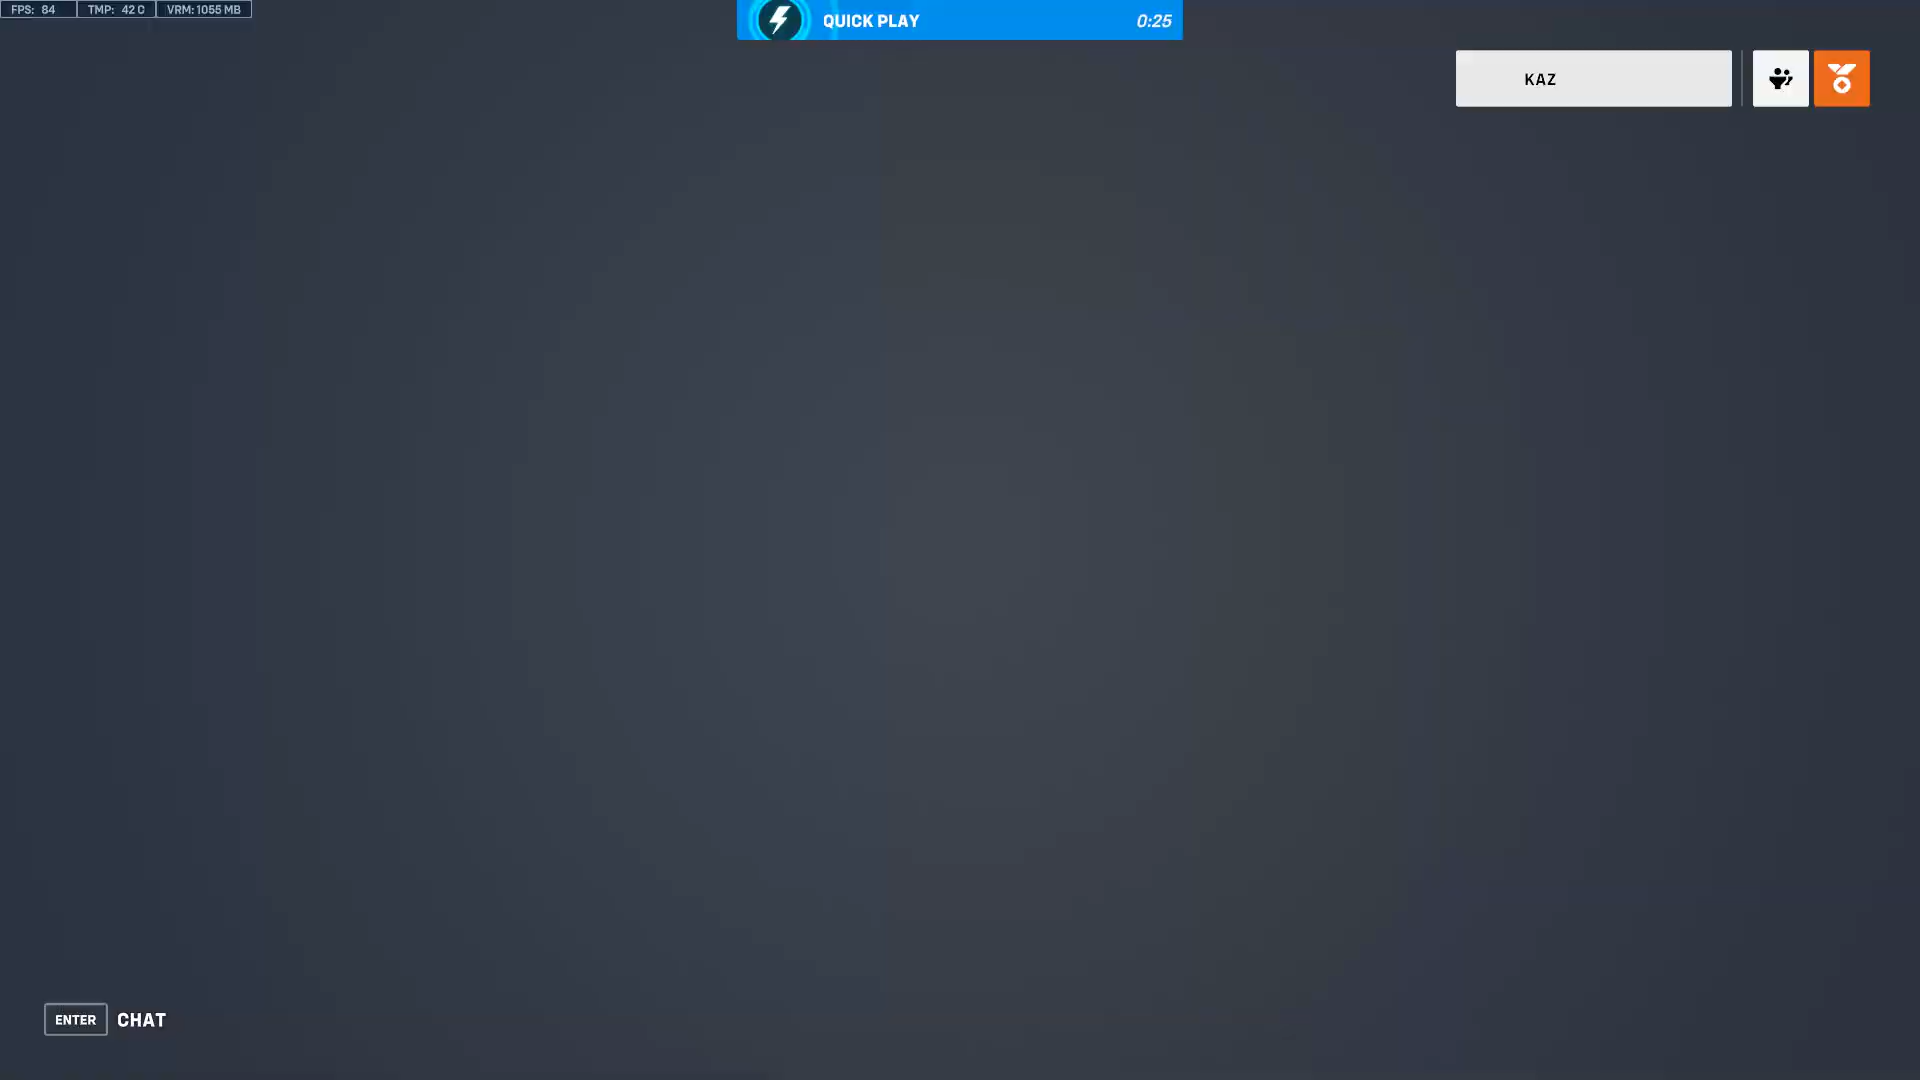 FPS: 84 TMP: 42 C VRM: 1055 MB
QUICK PLAY 0:25
KAZ
ENTER CHAT